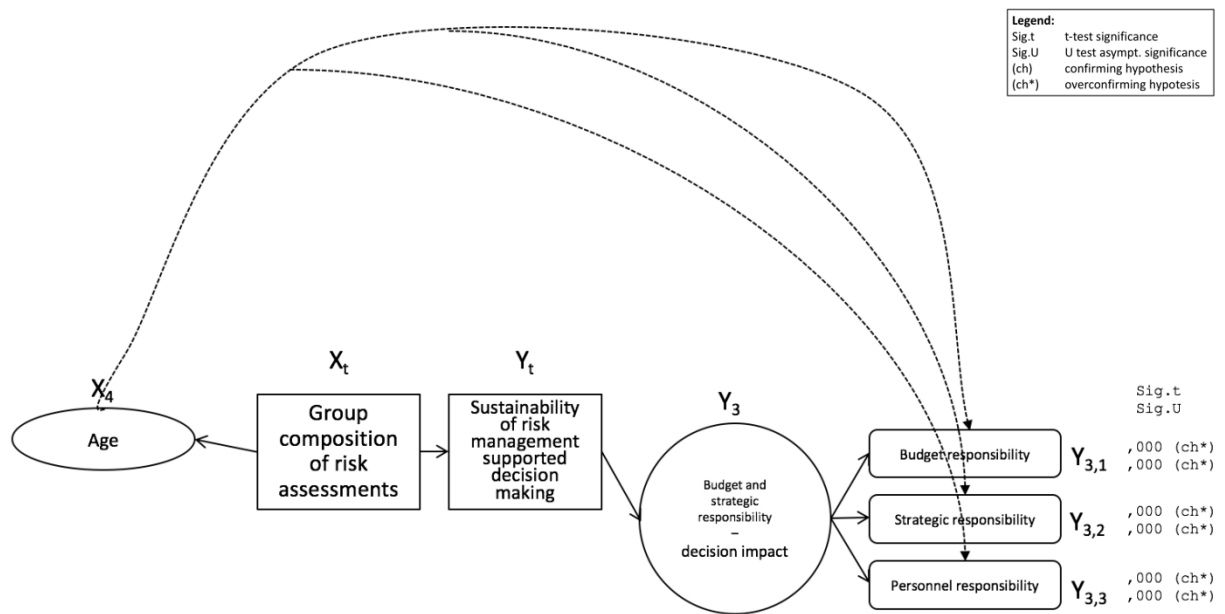 Legend:
Sig.t t-test significance
Sig.U U test asympt. significance
(ch) confirming hypothesis
(ch*) overconfirming hypotesis
X4
Age
Xt
Group
composition
of risk
assessments
Yt
Sustainability
of risk
management
supported
decision
making
Y3
Budget and
strategic
responsibility
–
decision impact
Sig.t
Sig.U
Budget responsibility
Y3,1
,000 (ch*)
,000 (ch*)
Strategic responsibility
Y3,2
,000 (ch*)
,000 (ch*)
Personnel responsibility
Y3,3
,000 (ch*)
,000 (ch*)